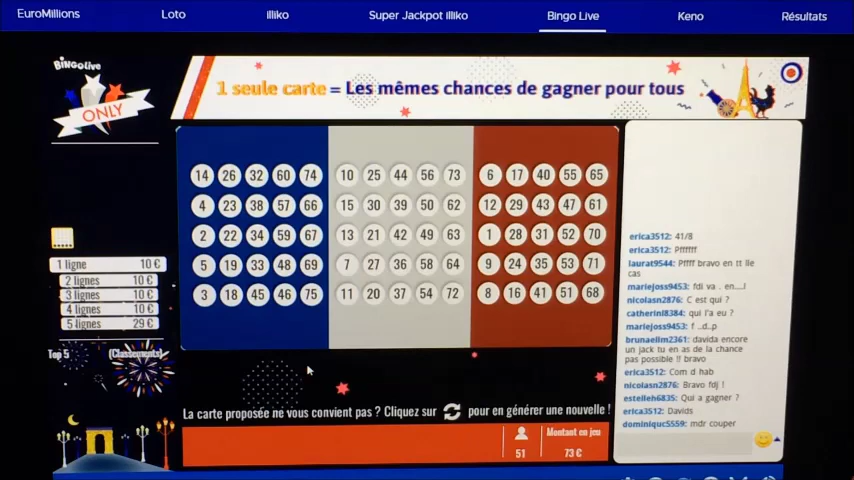 EuroMillions Loto illiko Super Jackpot illiko Bingo Live Keno Résultats
BiNGO Live
ONLY
1 seule carte = Les mêmes chances de gagner pour tous
14 26 32 60 74 10 25 44 56 73 6 17 40 55 65
4 23 38 57 66 15 30 39 50 62 12 29 43 47 61
2 22 34 59 67 13 21 42 49 63 1 28 31 52 70
5 19 33 48 69 7 27 36 58 64 9 24 35 53 71
3 18 45 46 75 11 20 37 54 72 8 16 41 51 68
1 ligne 10 €
2 lignes 10 €
3 lignes 10 €
4 lignes 10 €
5 lignes 29 €
Top 5 (Classements)
La carte proposée ne vous convient pas ? Cliquez sur pour en générer une nouvelle !
51
Montant en jeu
73 €
erica3512: 41/8
erica3512: Pffffff
laurat9544: Pffff bravo en tt lle
cas
mariejoss9453: fdi va . en....l
nicolasn2876: C est qui ?
catherinl8384: qui l'a eu ?
mariejoss9453: f ..d..p
brunaelim2361: davida encore
un jack tu en as de la chance
pas possible !! bravo
erica3512: Com d hab
nicolasn2876: Bravo fdj !
estelleh6835: Qui a gagner ?
erica3512: Davids
dominiquc5559: mdr couper